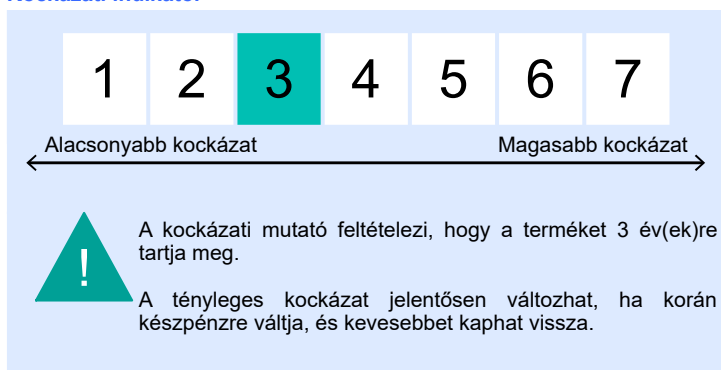 1 2 3 4 5 6 7
Alacsonyabb kockázat Magasabb kockázat
! A kockázati mutató feltételezi, hogy a terméket 3 év(ek)re
tartja meg.
A tényleges kockázat jelentősen változhat, ha korán
készpénzre váltja, és kevesebbet kaphat vissza.